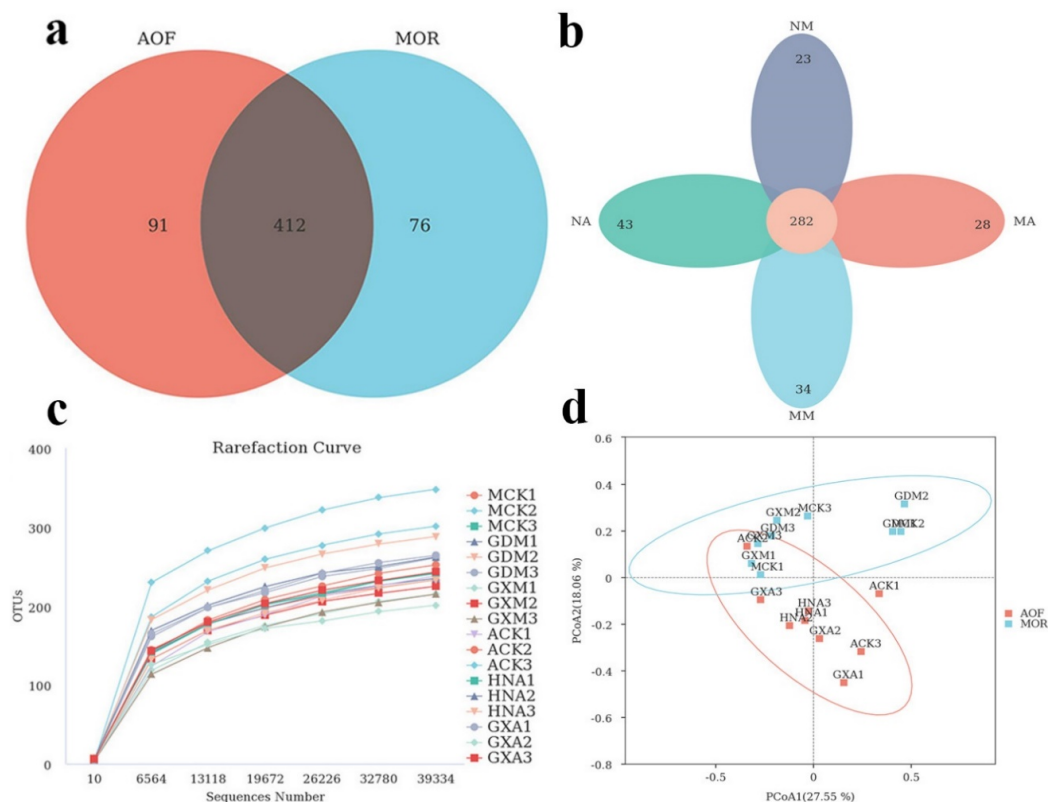 a
AOF
MOR
91
412
76
b
NM
23
NA
43
282
28
MA
34
MM
c
Rarefaction Curve
400
300
200
100
0
OTUs
10
6564
13118
19672
26226
32780
39334
Sequences Number
MCK1
MCK2
MCK3
GDM1
GDM2
GDM3
GXM1
GXM2
GXM3
ACK1
ACK2
ACK3
HNA1
HNA2
HNA3
GXA1
GXA2
GXA3
d
0.6
0.4
0.2
0
-0.2
-0.4
-0.6
-0.8
PCoA2(18.06 %)
GDM2
GXM2
MCK3
GDM3
GXM3
ACK2
GXM1
MCK1
ACK1
GXA3
HNA3
HNA1
HNA2
GXA2
ACK3
GXA1
-0.5
0
0.5
PCoA1(27.55 %)
AOF
MOR